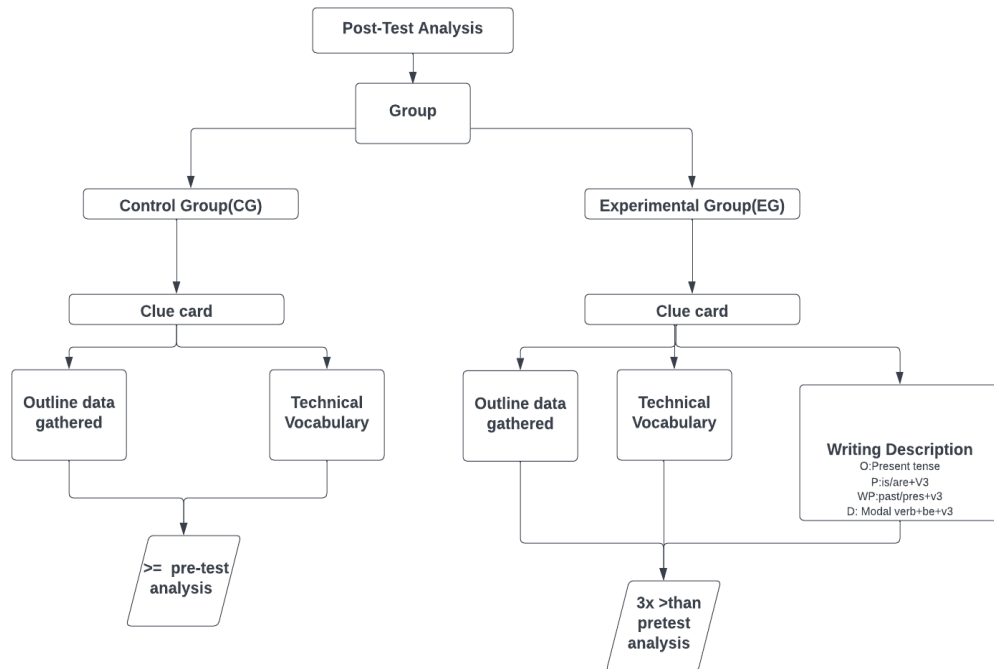 Post-Test Analysis
Group
Control Group(CG)
Experimental Group(EG)
Clue card
Clue card
Outline data
gathered
Technical
Vocabulary
Outline data
gathered
Technical
Vocabulary
Writing Description
O:Present tense
P:is/are+V3
WP:past/pres+v3
D: Modal verb+be+v3
>= pre-test
analysis
3x >than
pretest
analysis